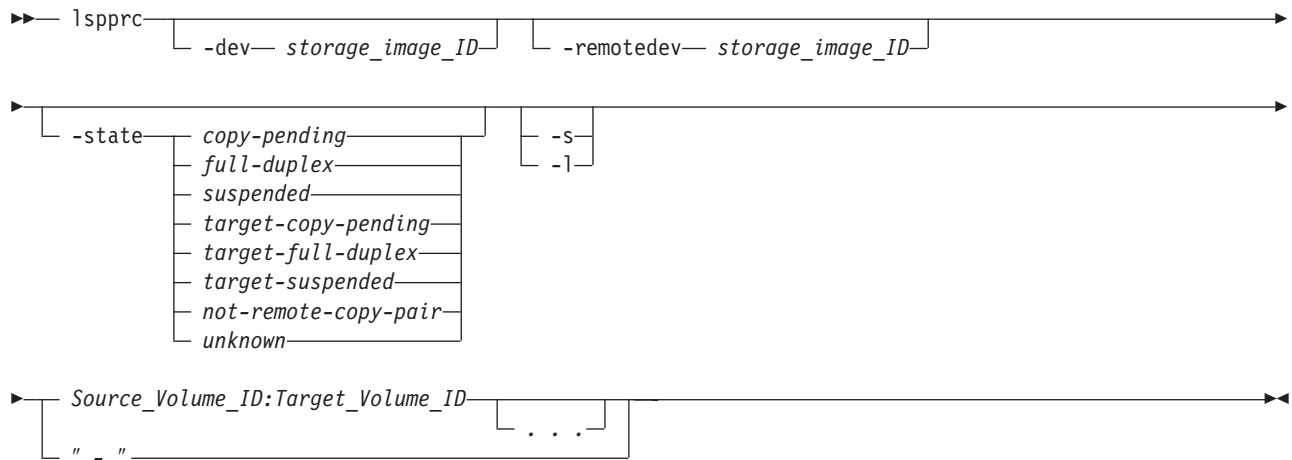 lspprc
-dev storage_image_ID
-remotedev storage_image_ID
-state copy-pending
-s
full-duplex
-l
suspended
target-copy-pending
target-full-duplex
target-suspended
not-remote-copy-pair
unknown
Source_Volume_ID:Target_Volume_ID
. . .
" - "